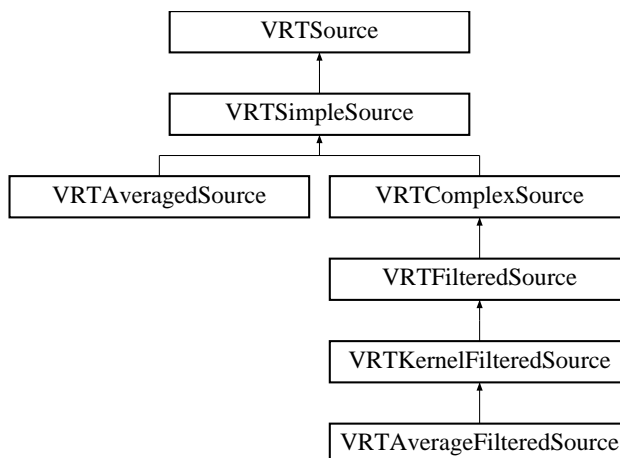 VRTSource
VRTSimpleSource
VRTAveragedSource
VRTComplexSource
VRTFilteredSource
VRTKernelFilteredSource
VRTAverageFilteredSource